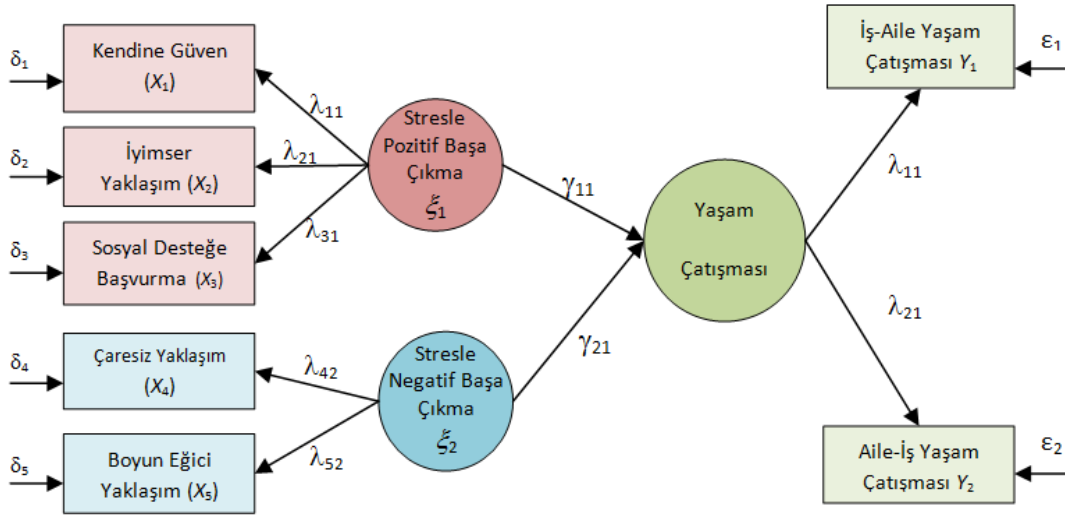 δ1
Kendine Güven
(X1)
δ2
İyimser
Yaklaşım (X2)
δ3
Sosyal Desteğe
Başvurma (X3)
δ4
Çaresiz Yaklaşım
(X4)
δ5
Boyun Eğici
Yaklaşım (X5)
λ11
λ21
λ31
λ42
λ52
Stresle
Pozitif Başa
Çıkma
ξ1
Stresle
Negatif Başa
Çıkma
ξ2
γ11
γ21
Yaşam
Çatışması
λ11
λ21
İş-Aile Yaşam
Çatışması Y1
ε1
Aile-İş Yaşam
Çatışması Y2
ε2